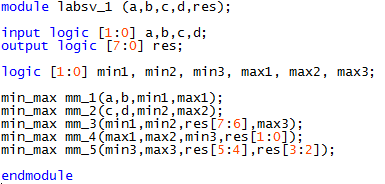 module labsv_1 (a,b,c,d,res);
input logic [1:0] a,b,c,d;
output logic [7:0] res;
logic [1:0] min1, min2, min3, max1, max2, max3;
min_max mm_1(a,b,min1,max1);
min_max mm_2(c,d,min2,max2);
min_max mm_3(min1,min2,res[7:6],max3);
min_max mm_4(max1,max2,min3,res[1:0]);
min_max mm_5(min3,max3,res[5:4],res[3:2]);
endmodule